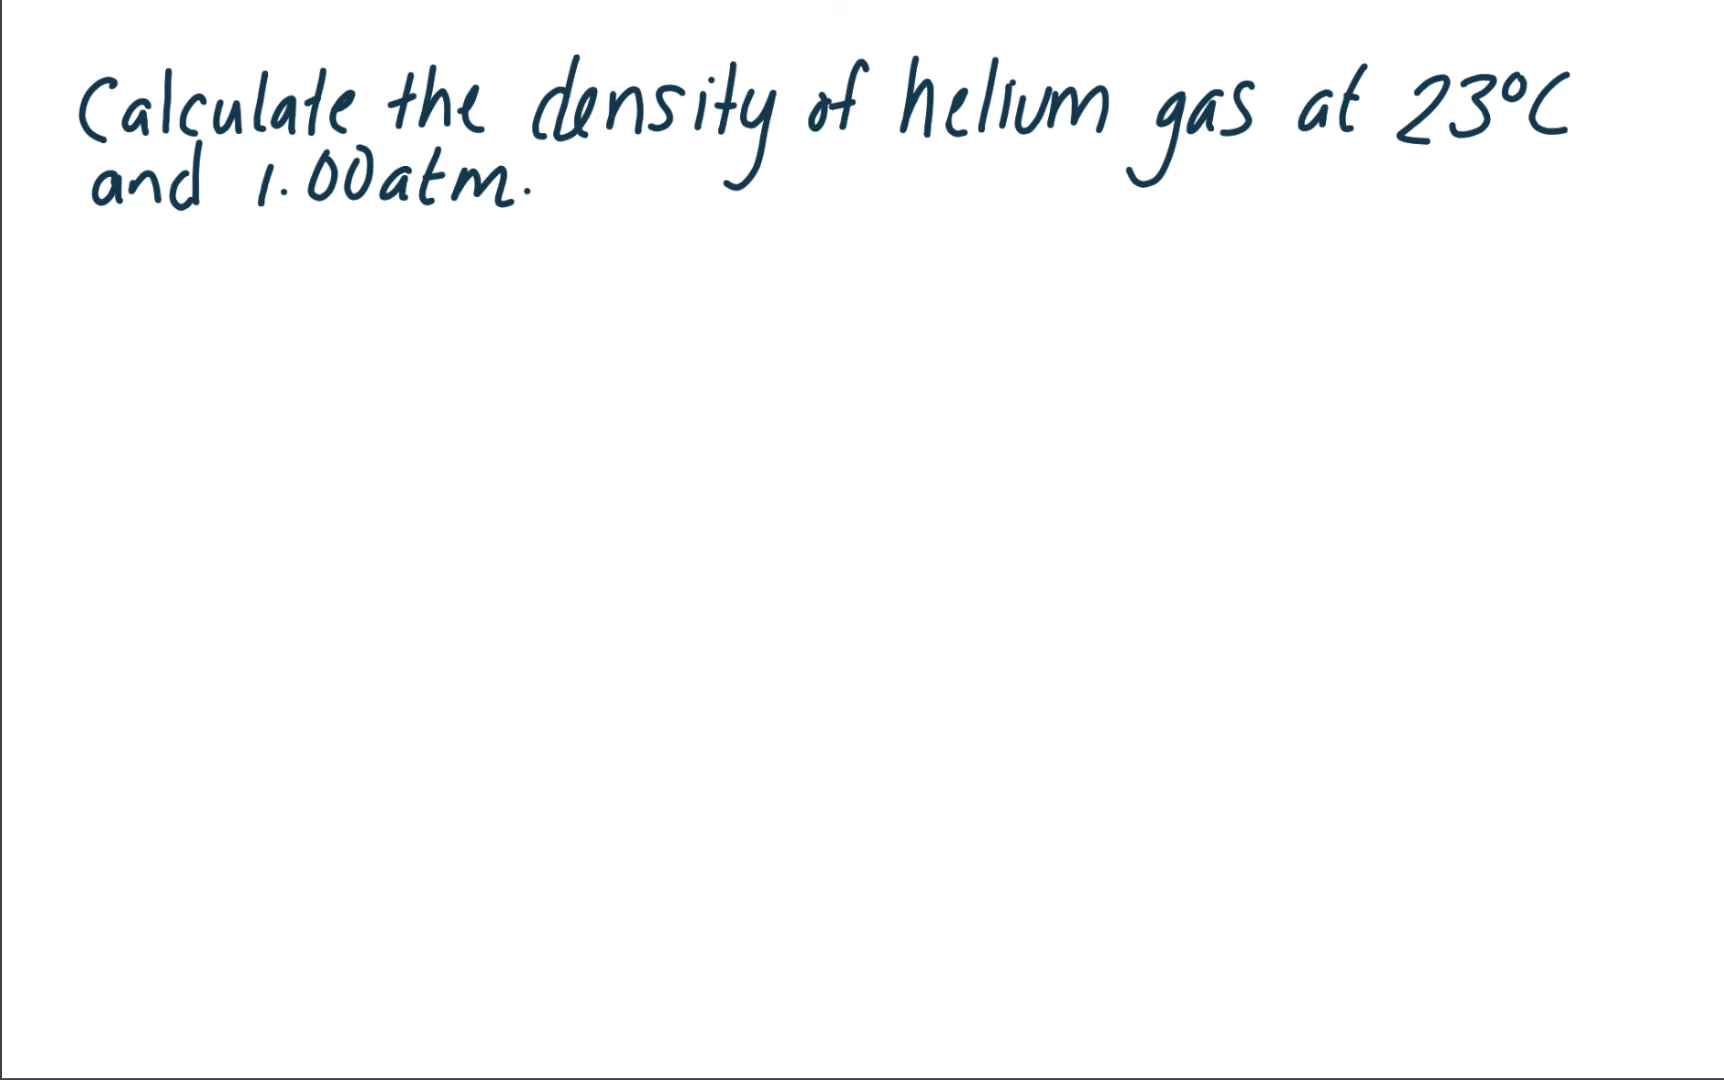 Calculate the density of helium gas at 23°C
and 1.00atm.